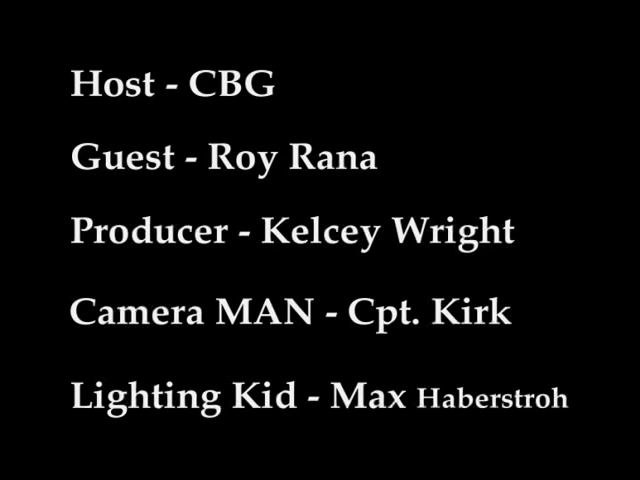 Host - CBG
Guest - Roy Rana
Producer - Kelcey Wright
Camera MAN - Cpt. Kirk
Lighting Kid - Max Haberstroh